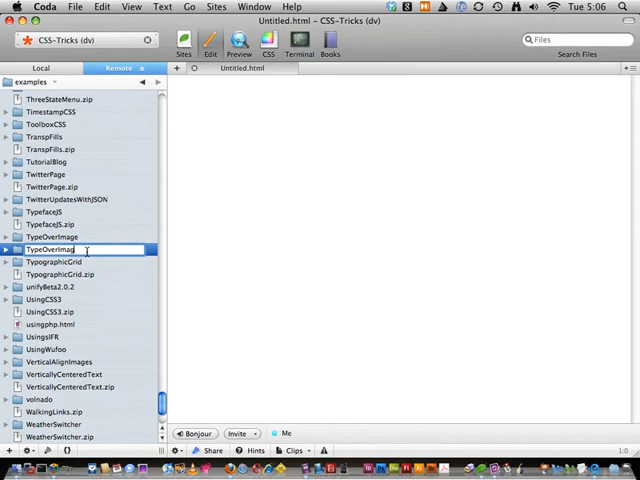 Coda File Edit View Text Go Window Help
Tue 5:06
Untitled.html — CSS-Tricks (dv)
CSS-Tricks (dv)
Sites Edit Preview CSS Terminal Books
Files
Search Files
Local Remote
Untitled.html
examples
ThreeStateMenu.zip
TimestampCSS
ToolboxCSS
TranspFills
TranspFills.zip
TutorialBlog
TwitterPage
TwitterPage.zip
TwitterUpdatesWithJSON
TypefaceJS
TypefaceJS.zip
TypeOverImage
TypeOverImag
TypographicGrid
TypographicGrid.zip
unifyBeta2.0.2
UsingCSS3
UsingCSS3.zip
usingphp.html
UsingsIFR
UsingWufoo
VerticalAlignImages
VerticallyCenteredText
VerticallyCenteredText.zip
volnado
WalkingLinks.zip
WeatherSwitcher
WeatherSwitcher.zip
Bonjour Invite Me
Share Hints Clips 1:0